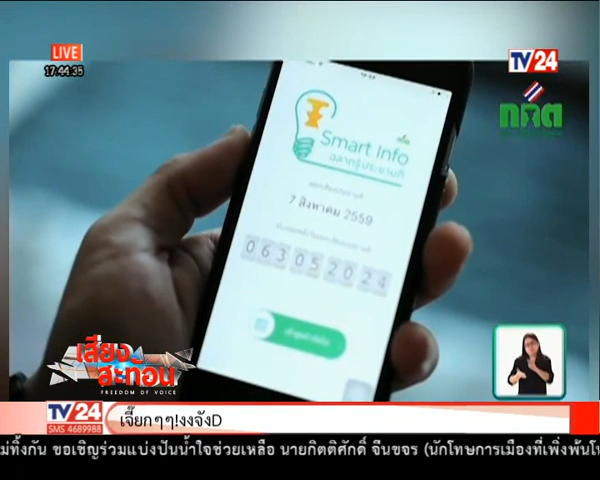 LIVE
17:44:35
TV24
กกต
Smart Info
ฉลาดรู้ประชามติ
7 สิงหาคม 2559
063 05 20 24
เสียง
สะท้อน
FREEDOM OF VOICE
TV24
SMS 4689988
เจี๊ยกๆๆ!งงจังD
ม่ทิ้งกัน ขอเชิญร่วมแบ่งปันน้ำใจช่วยเหลือ นายกิตติศักดิ์ จีนขจร (นักโทษการเมืองที่เพิ่งพ้นโท